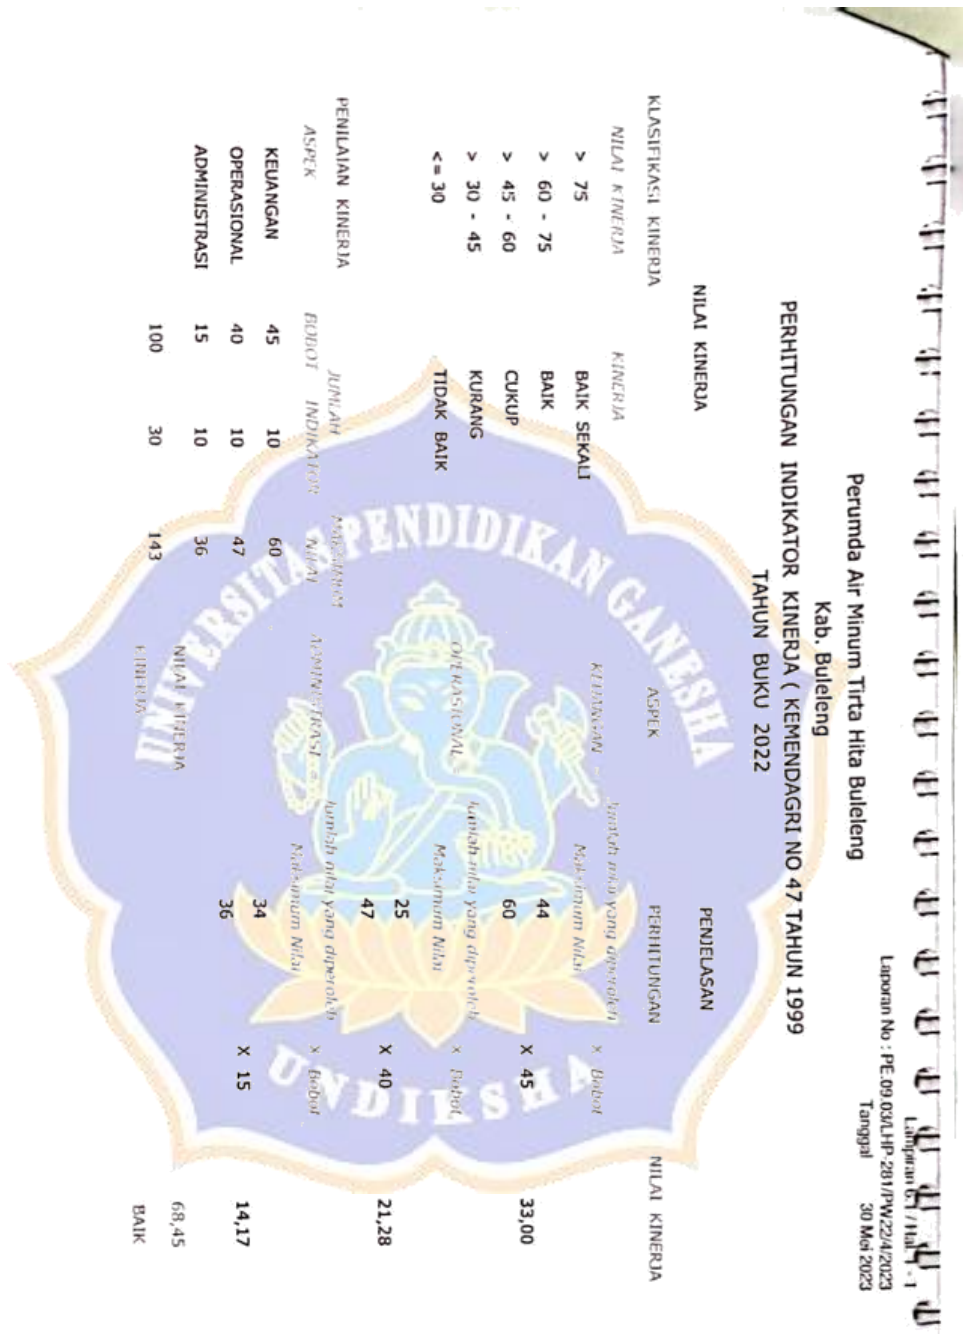 Lampiran 6.1 / Hal. 1 - 1
Laporan No : PE.09.03/LHP-281/PW22/4/2023
Tanggal 30 Mei 2023
Perumda Air Minum Tirta Hita Buleleng
Kab. Buleleng
PERHITUNGAN INDIKATOR KINERJA ( KEMENDAGRI NO 47 TAHUN 1999
TAHUN BUKU 2022
NILAI KINERJA PENJELASAN
KLASIFIKASI KINERJA ASPEK PERHITUNGAN NILAI KINERJA
NILAI KINERJA KINERJA
KEUANGAN = Jumlah nilai yang diperoleh X Bobot
> 75 BAIK SEKALI Maksimum Nilai
> 60 - 75 BAIK 44
> 45 - 60 CUKUP 60 X 45 33,00
> 30 - 45 KURANG
OPERASIONAL = Jumlah nilai yang diperoleh X Bobot
<= 30 TIDAK BAIK Maksimum Nilai
25
47 X 40 21,28
PENILAIAN KINERJA JUMLAH MAKSIMUM
ASPEK BOBOT INDIKATOR NILAI ADMINISTRASI = Jumlah nilai yang diperoleh X Bobot
Maksimum Nilai
KEUANGAN 45 10 60 34
OPERASIONAL 40 10 47 36 X 15 14,17
ADMINISTRASI 15 10 36
NILAI KINERJA 68,45
100 30 143
KINERJA BAIK
UNIVERSITAS PENDIDIKAN GANESHA
UNDIKSHA